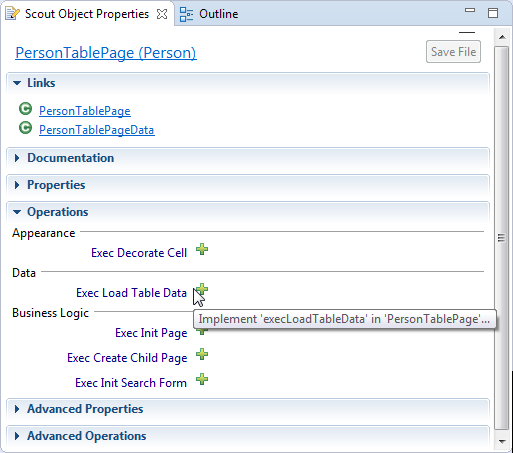 Scout Object Properties
Outline
PersonTablePage (Person)
Save File
Links
PersonTablePage
PersonTablePageData
Documentation
Properties
Operations
Appearance
Exec Decorate Cell
Data
Exec Load Table Data
Implement 'execLoadTableData' in 'PersonTablePage'...
Business Logic
Exec Init Page
Exec Create Child Page
Exec Init Search Form
Advanced Properties
Advanced Operations